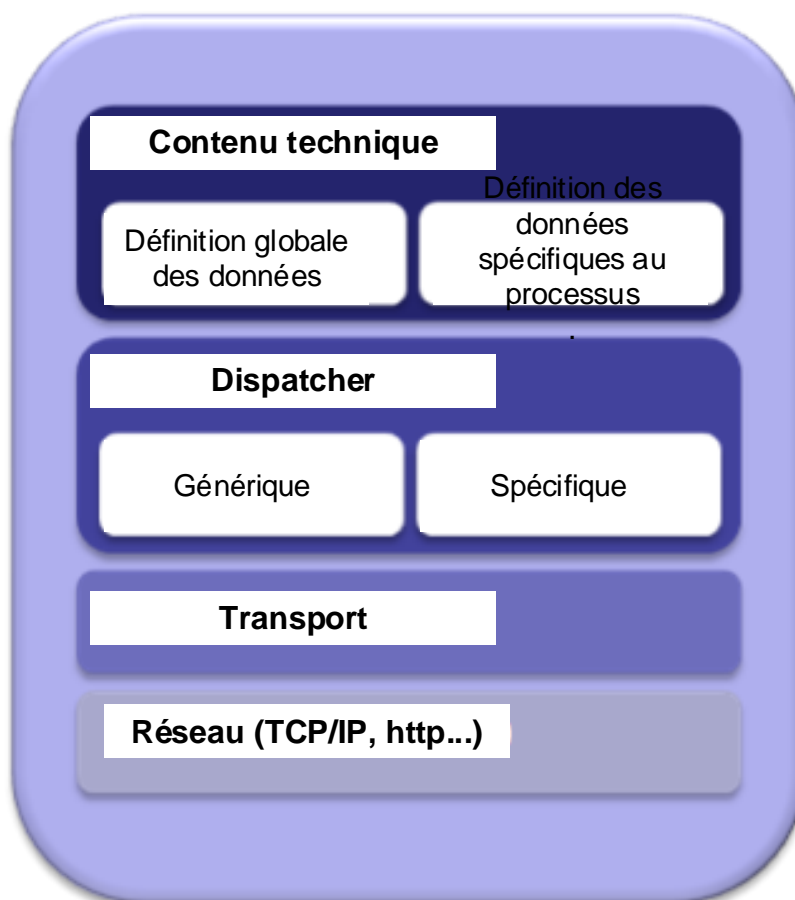 Contenu technique
Définition globale
des données
Définition des
données
spécifiques au
processus
.
Dispatcher
Générique
Spécifique
Transport
Réseau (TCP/IP, http...)